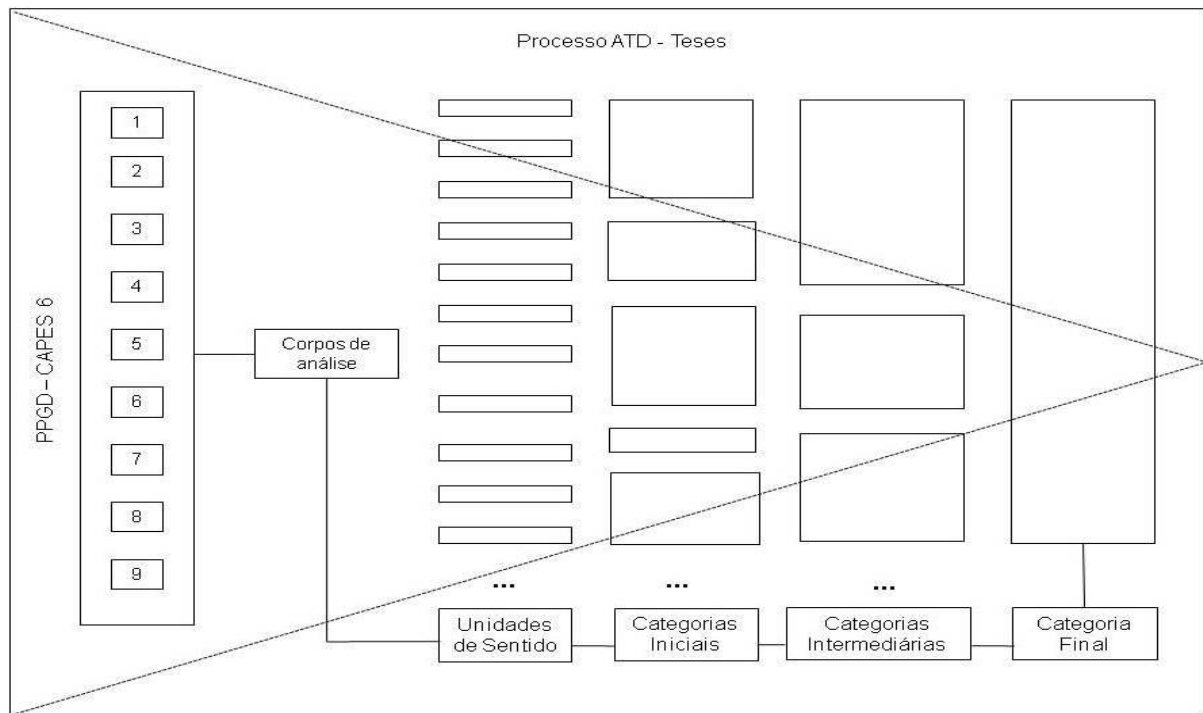 Processo ATD - Teses
PPGD – CAPES 6
1
2
3
4
5
6
7
8
9
Corpos de
análise
...
...
...
Unidades
de Sentido
Categorias
Iniciais
Categorias
Intermediárias
Categoria
Final